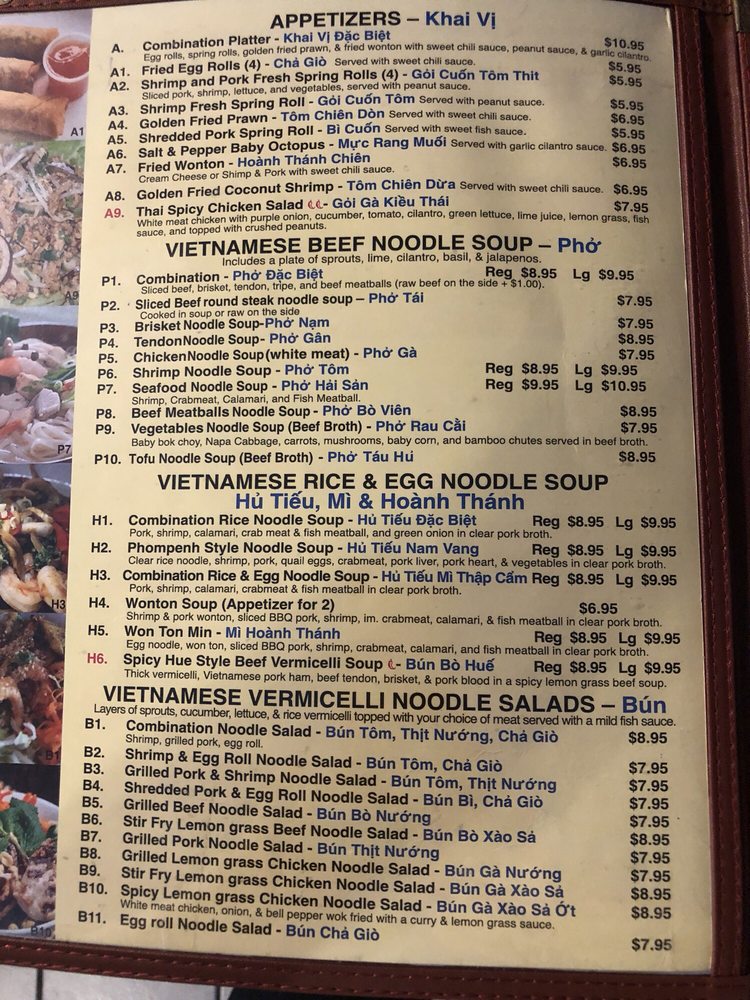 APPETIZERS – Khai Vị
A. Combination Platter - Khai Vị Đặc Biệt $10.95
Egg rolls, spring rolls, golden fried prawn, & fried wonton with sweet chili sauce, peanut sauce, & garlic cilantro.
A1. Fried Egg Rolls (4) - Chả Giò Served with sweet chili sauce. $5.95
A2. Shrimp and Pork Fresh Spring Rolls (4) - Gỏi Cuốn Tôm Thit $5.95
Sliced pork, shrimp, lettuce, and vegetables, served with peanut sauce.
A3. Shrimp Fresh Spring Roll - Gỏi Cuốn Tôm Served with peanut sauce. $5.95
A4. Golden Fried Prawn - Tôm Chiên Dòn Served with sweet chili sauce. $6.95
A5. Shredded Pork Spring Roll - Bì Cuốn Served with sweet fish sauce. $5.95
A6. Salt & Pepper Baby Octopus - Mực Rang Muối Served with garlic cilantro sauce. $6.95
A7. Fried Wonton - Hoành Thánh Chiên $6.95
Cream Cheese or Shimp & Pork with sweet chili sauce.
A8. Golden Fried Coconut Shrimp - Tôm Chiên Dừa Served with sweet chili sauce. $6.95
A9. Thai Spicy Chicken Salad - Gỏi Gà Kiều Thái $7.95
White meat chicken with purple onion, cucumber, tomato, cilantro, green lettuce, lime juice, lemon grass, fish
sauce, and topped with crushed peanuts.
VIETNAMESE BEEF NOODLE SOUP – Phở
Includes a plate of sprouts, lime, cilantro, basil, & jalapenos.
P1. Combination - Phở Đặc Biệt Reg $8.95 Lg $9.95
Sliced beef, brisket, tendon, tripe, and beef meatballs (raw beef on the side + $1.00).
P2. Sliced Beef round steak noodle soup – Phở Tái $7.95
Cooked in soup or raw on the side
P3. Brisket Noodle Soup-Phở Nạm $7.95
P4. Tendon Noodle Soup- Phở Gân $8.95
P5. Chicken Noodle Soup (white meat) - Phở Gà $7.95
P6. Shrimp Noodle Soup - Phở Tôm Reg $8.95 Lg $9.95
P7. Seafood Noodle Soup - Phở Hải Sản Reg $9.95 Lg $10.95
Shrimp, Crabmeat, Calamari, and Fish Meatball.
P8. Beef Meatballs Noodle Soup - Phở Bò Viên $8.95
P9. Vegetables Noodle Soup (Beef Broth) - Phở Rau Cải $7.95
Baby bok choy, Napa Cabbage, carrots, mushrooms, baby corn, and bamboo chutes served in beef broth.
P10. Tofu Noodle Soup (Beef Broth) - Phở Táu Hủ $8.95
VIETNAMESE RICE & EGG NOODLE SOUP
Hủ Tiếu, Mì & Hoành Thánh
H1. Combination Rice Noodle Soup - Hủ Tiếu Đặc Biệt Reg $8.95 Lg $9.95
Pork, shrimp, calamari, crab meat & fish meatball, and green onion in clear pork broth.
H2. Phompenh Style Noodle Soup - Hủ Tiếu Nam Vang Reg $8.95 Lg $9.95
Clear rice noodle, shrimp, pork, quail eggs, crabmeat, pork liver, pork heart, & vegetables in clear pork broth.
H3. Combination Rice & Egg Noodle Soup - Hủ Tiếu Mì Thập Cẩm Reg $8.95 Lg $9.95
Pork, shrimp, calamari, crabmeat & fish meatball in clear pork broth.
H4. Wonton Soup (Appetizer for 2) $6.95
Shrimp & pork wonton, sliced BBQ pork, shrimp, im. crabmeat, calamari, & fish meatball in clear pork broth.
H5. Won Ton Min - Mì Hoành Thánh Reg $8.95 Lg $9.95
Egg noodle, won ton, sliced BBQ pork, shrimp, crabmeat, calamari, and fish meatball in clear pork broth.
H6. Spicy Hue Style Beef Vermicelli Soup - Bún Bò Huế Reg $8.95 Lg $9.95
Thick vermicelli, Vietnamese pork ham, beef tendon, brisket, & pork blood in a spicy lemon grass beef soup.
VIETNAMESE VERMICELLI NOODLE SALADS – Bún
Layers of sprouts, cucumber, lettuce, & rice vermicelli topped with your choice of meat served with a mild fish sauce.
B1. Combination Noodle Salad - Bún Tôm, Thịt Nướng, Chả Giò $8.95
Shrimp, grilled pork, egg roll.
B2. Shrimp & Egg Roll Noodle Salad - Bún Tôm, Chả Giò $7.95
B3. Grilled Pork & Shrimp Noodle Salad - Bún Tôm, Thịt Nướng $7.95
B4. Shredded Pork & Egg Roll Noodle Salad - Bún Bì, Chả Giò $7.95
B5. Grilled Beef Noodle Salad - Bún Bò Nướng $7.95
B6. Stir Fry Lemon grass Beef Noodle Salad - Bún Bò Xào Sả $8.95
B7. Grilled Pork Noodle Salad - Bún Thịt Nướng $7.95
B8. Grilled Lemon grass Chicken Noodle Salad - Bún Gà Nướng $7.95
B9. Stir Fry Lemon grass Chicken Noodle Salad - Bún Gà Xào Sả $8.95
B10. Spicy Lemon grass Chicken Noodle Salad - Bún Gà Xào Sả Ớt $8.95
White meat chicken, onion, & bell pepper wok fried with a curry & lemon grass sauce.
B11. Egg roll Noodle Salad - Bún Chả Giò $7.95
A1
A9
P7
H3
B1
B10